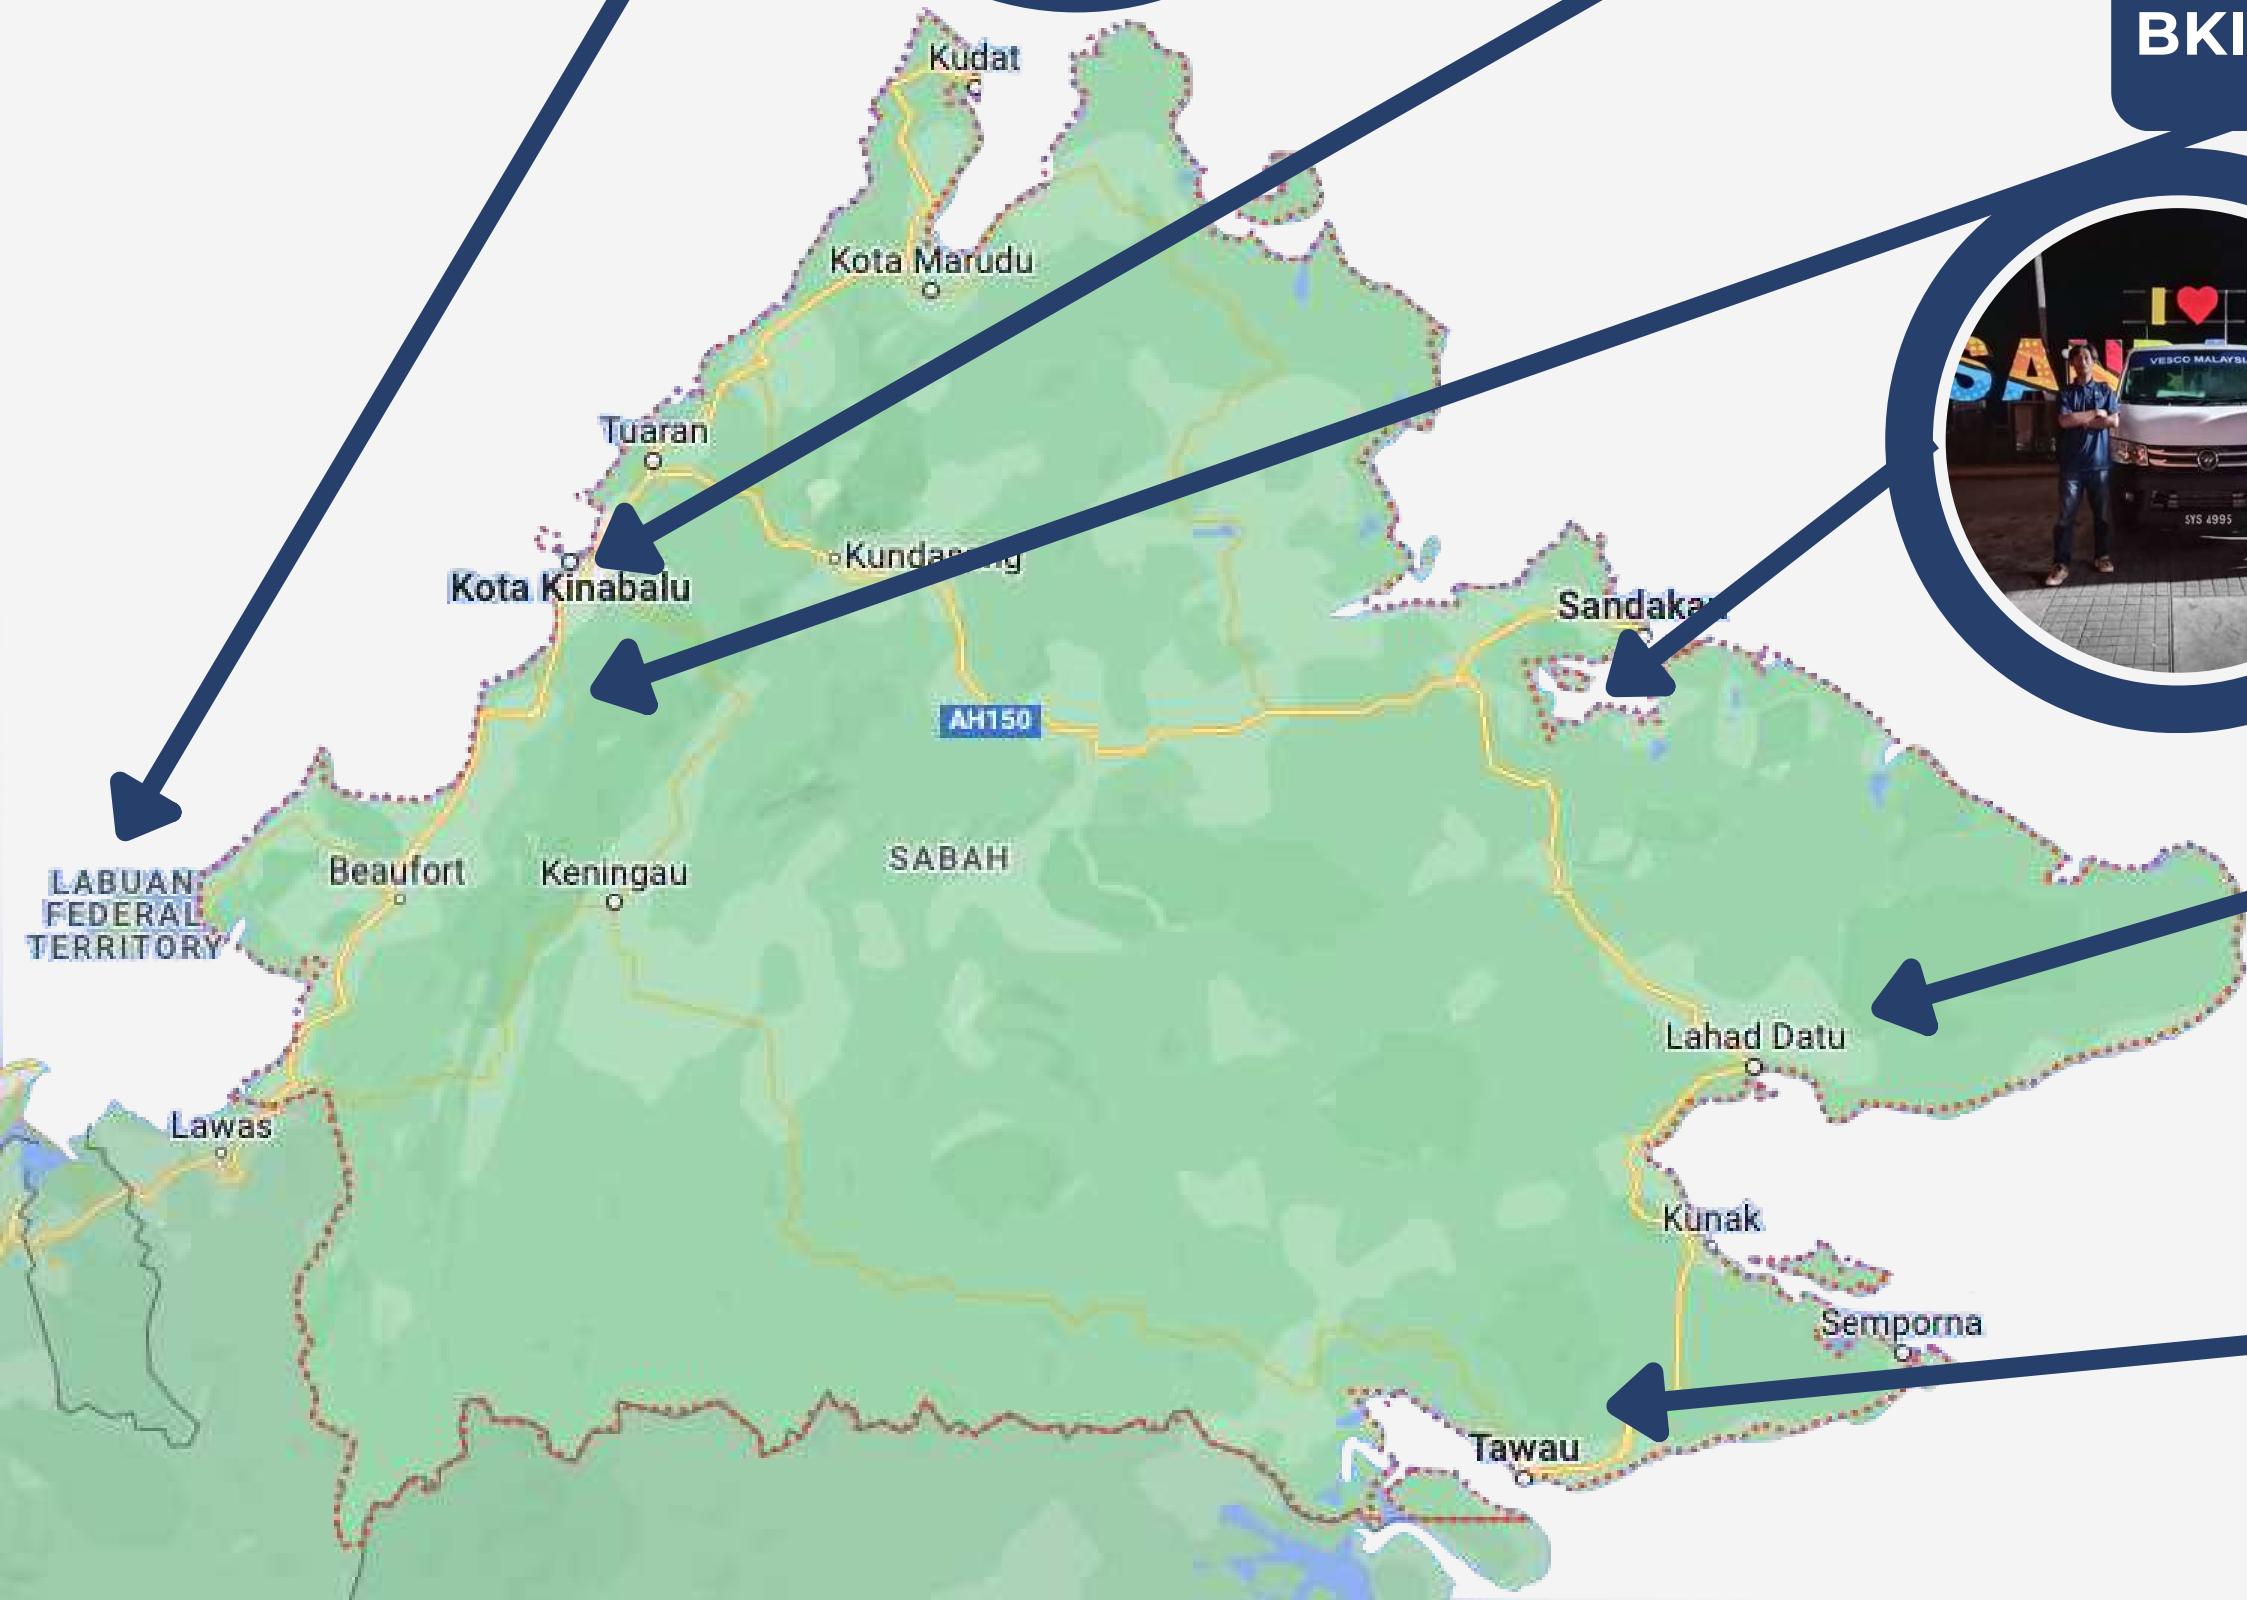 BKI
Kudat
Kota Marudu
I
VESCO MALAYSI
SYS 4995
Tuaran
Kundasang
Kota Kinabalu
Sandakan
AH150
SABAH
Beaufort
Keningau
LABUAN
FEDERAL
TERRITORY
Lahad Datu
Lawas
Kunak
Semporna
Tawau